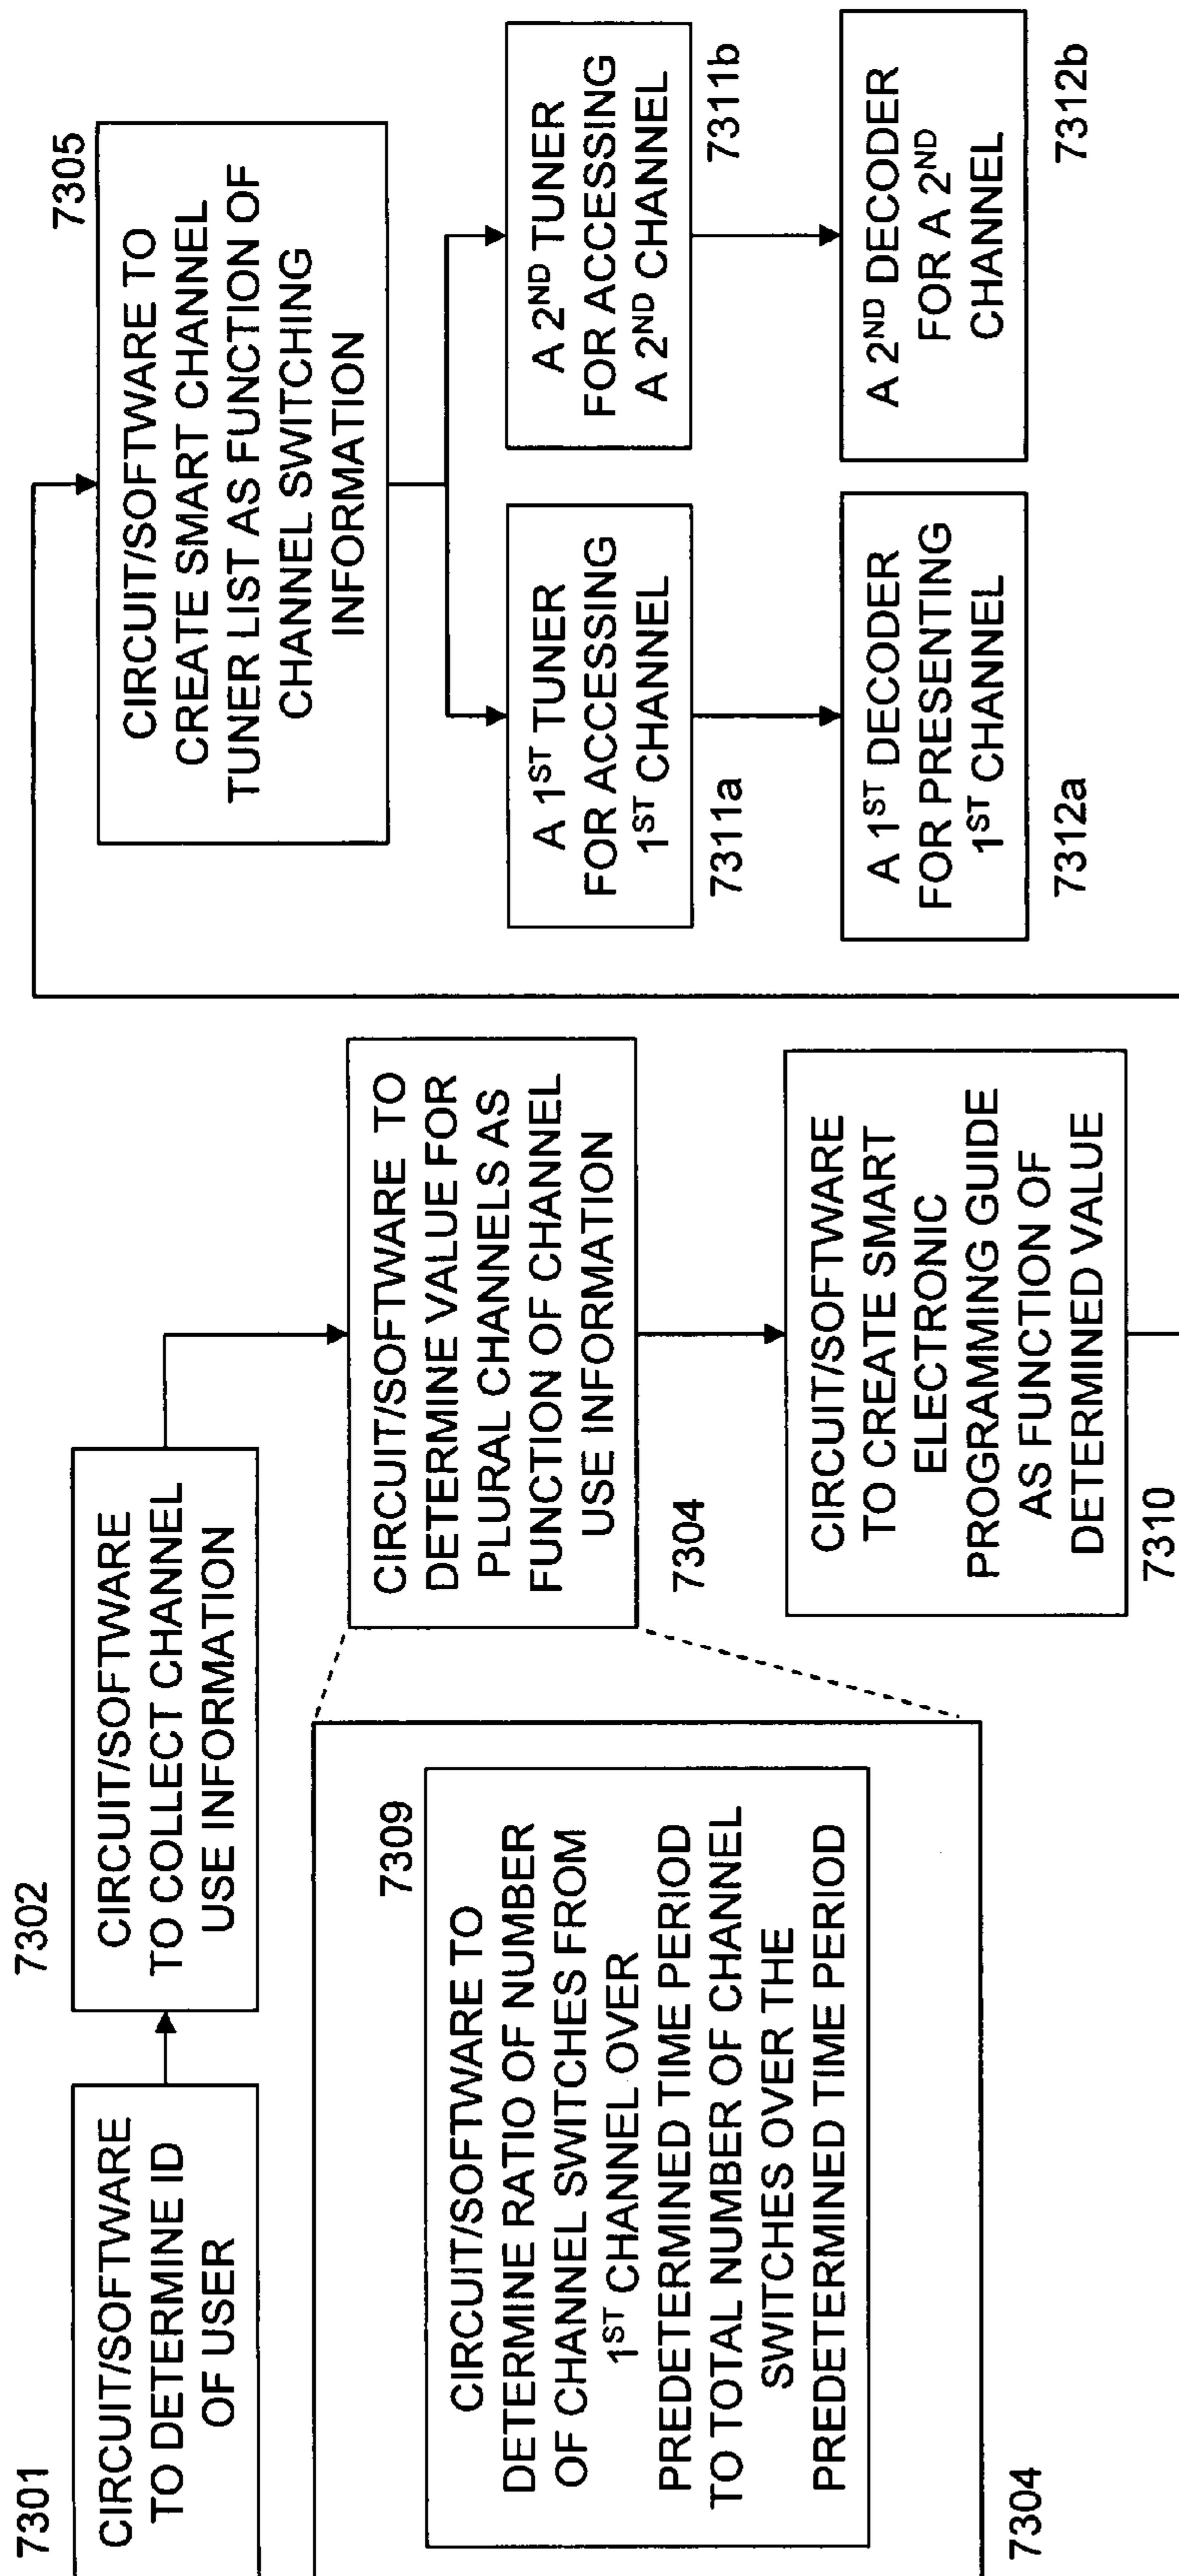 7301
CIRCUIT/SOFTWARE
TO DETERMINE ID
OF USER
7302
CIRCUIT/SOFTWARE
TO COLLECT CHANNEL
USE INFORMATION
7304
7309
CIRCUIT/SOFTWARE TO
DETERMINE RATIO OF NUMBER
OF CHANNEL SWITCHES FROM
1ST CHANNEL OVER
PREDETERMINED TIME PERIOD
TO TOTAL NUMBER OF CHANNEL
SWITCHES OVER THE
PREDETERMINED TIME PERIOD
CIRCUIT/SOFTWARE TO
DETERMINE VALUE FOR
PLURAL CHANNELS AS
FUNCTION OF CHANNEL
USE INFORMATION
7304
CIRCUIT/SOFTWARE
TO CREATE SMART
ELECTRONIC
PROGRAMING GUIDE
AS FUNCTION OF
DETERMINED VALUE
7310
7305
CIRCUIT/SOFTWARE TO
CREATE SMART CHANNEL
TUNER LIST AS FUNCTION OF
CHANNEL SWITCHING
INFORMATION
A 1ST TUNER
FOR ACCESSING
1ST CHANNEL
7311a
A 2ND TUNER
FOR ACCESSING
A 2ND CHANNEL
7311b
A 1ST DECODER
FOR PRESENTING
1ST CHANNEL
7312a
A 2ND DECODER
FOR A 2ND
CHANNEL
7312b